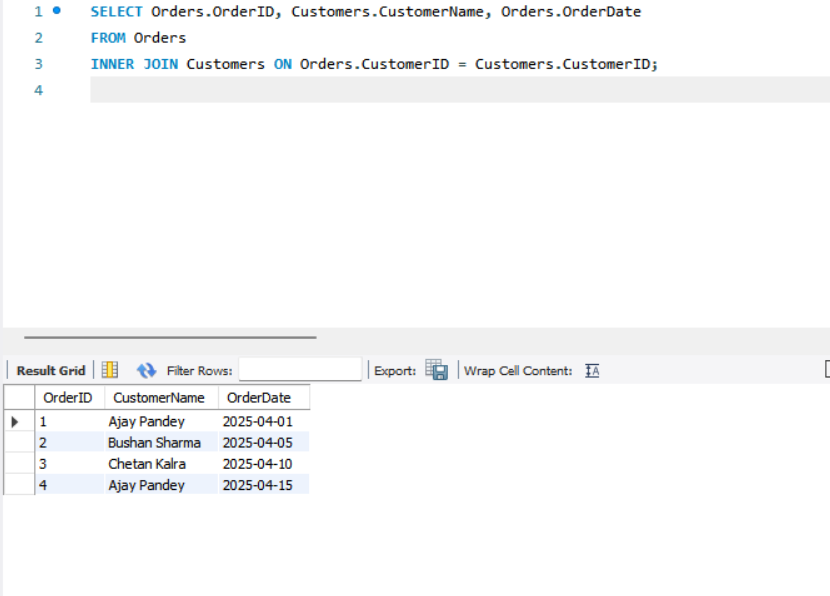 1 SELECT Orders.OrderID, Customers.CustomerName, Orders.OrderDate
2 FROM Orders
3 INNER JOIN Customers ON Orders.CustomerID = Customers.CustomerID;
4
Result Grid Filter Rows: Export: Wrap Cell Content:
OrderID CustomerName OrderDate
1 Ajay Pandey 2025-04-01
2 Bushan Sharma 2025-04-05
3 Chetan Kalra 2025-04-10
4 Ajay Pandey 2025-04-15